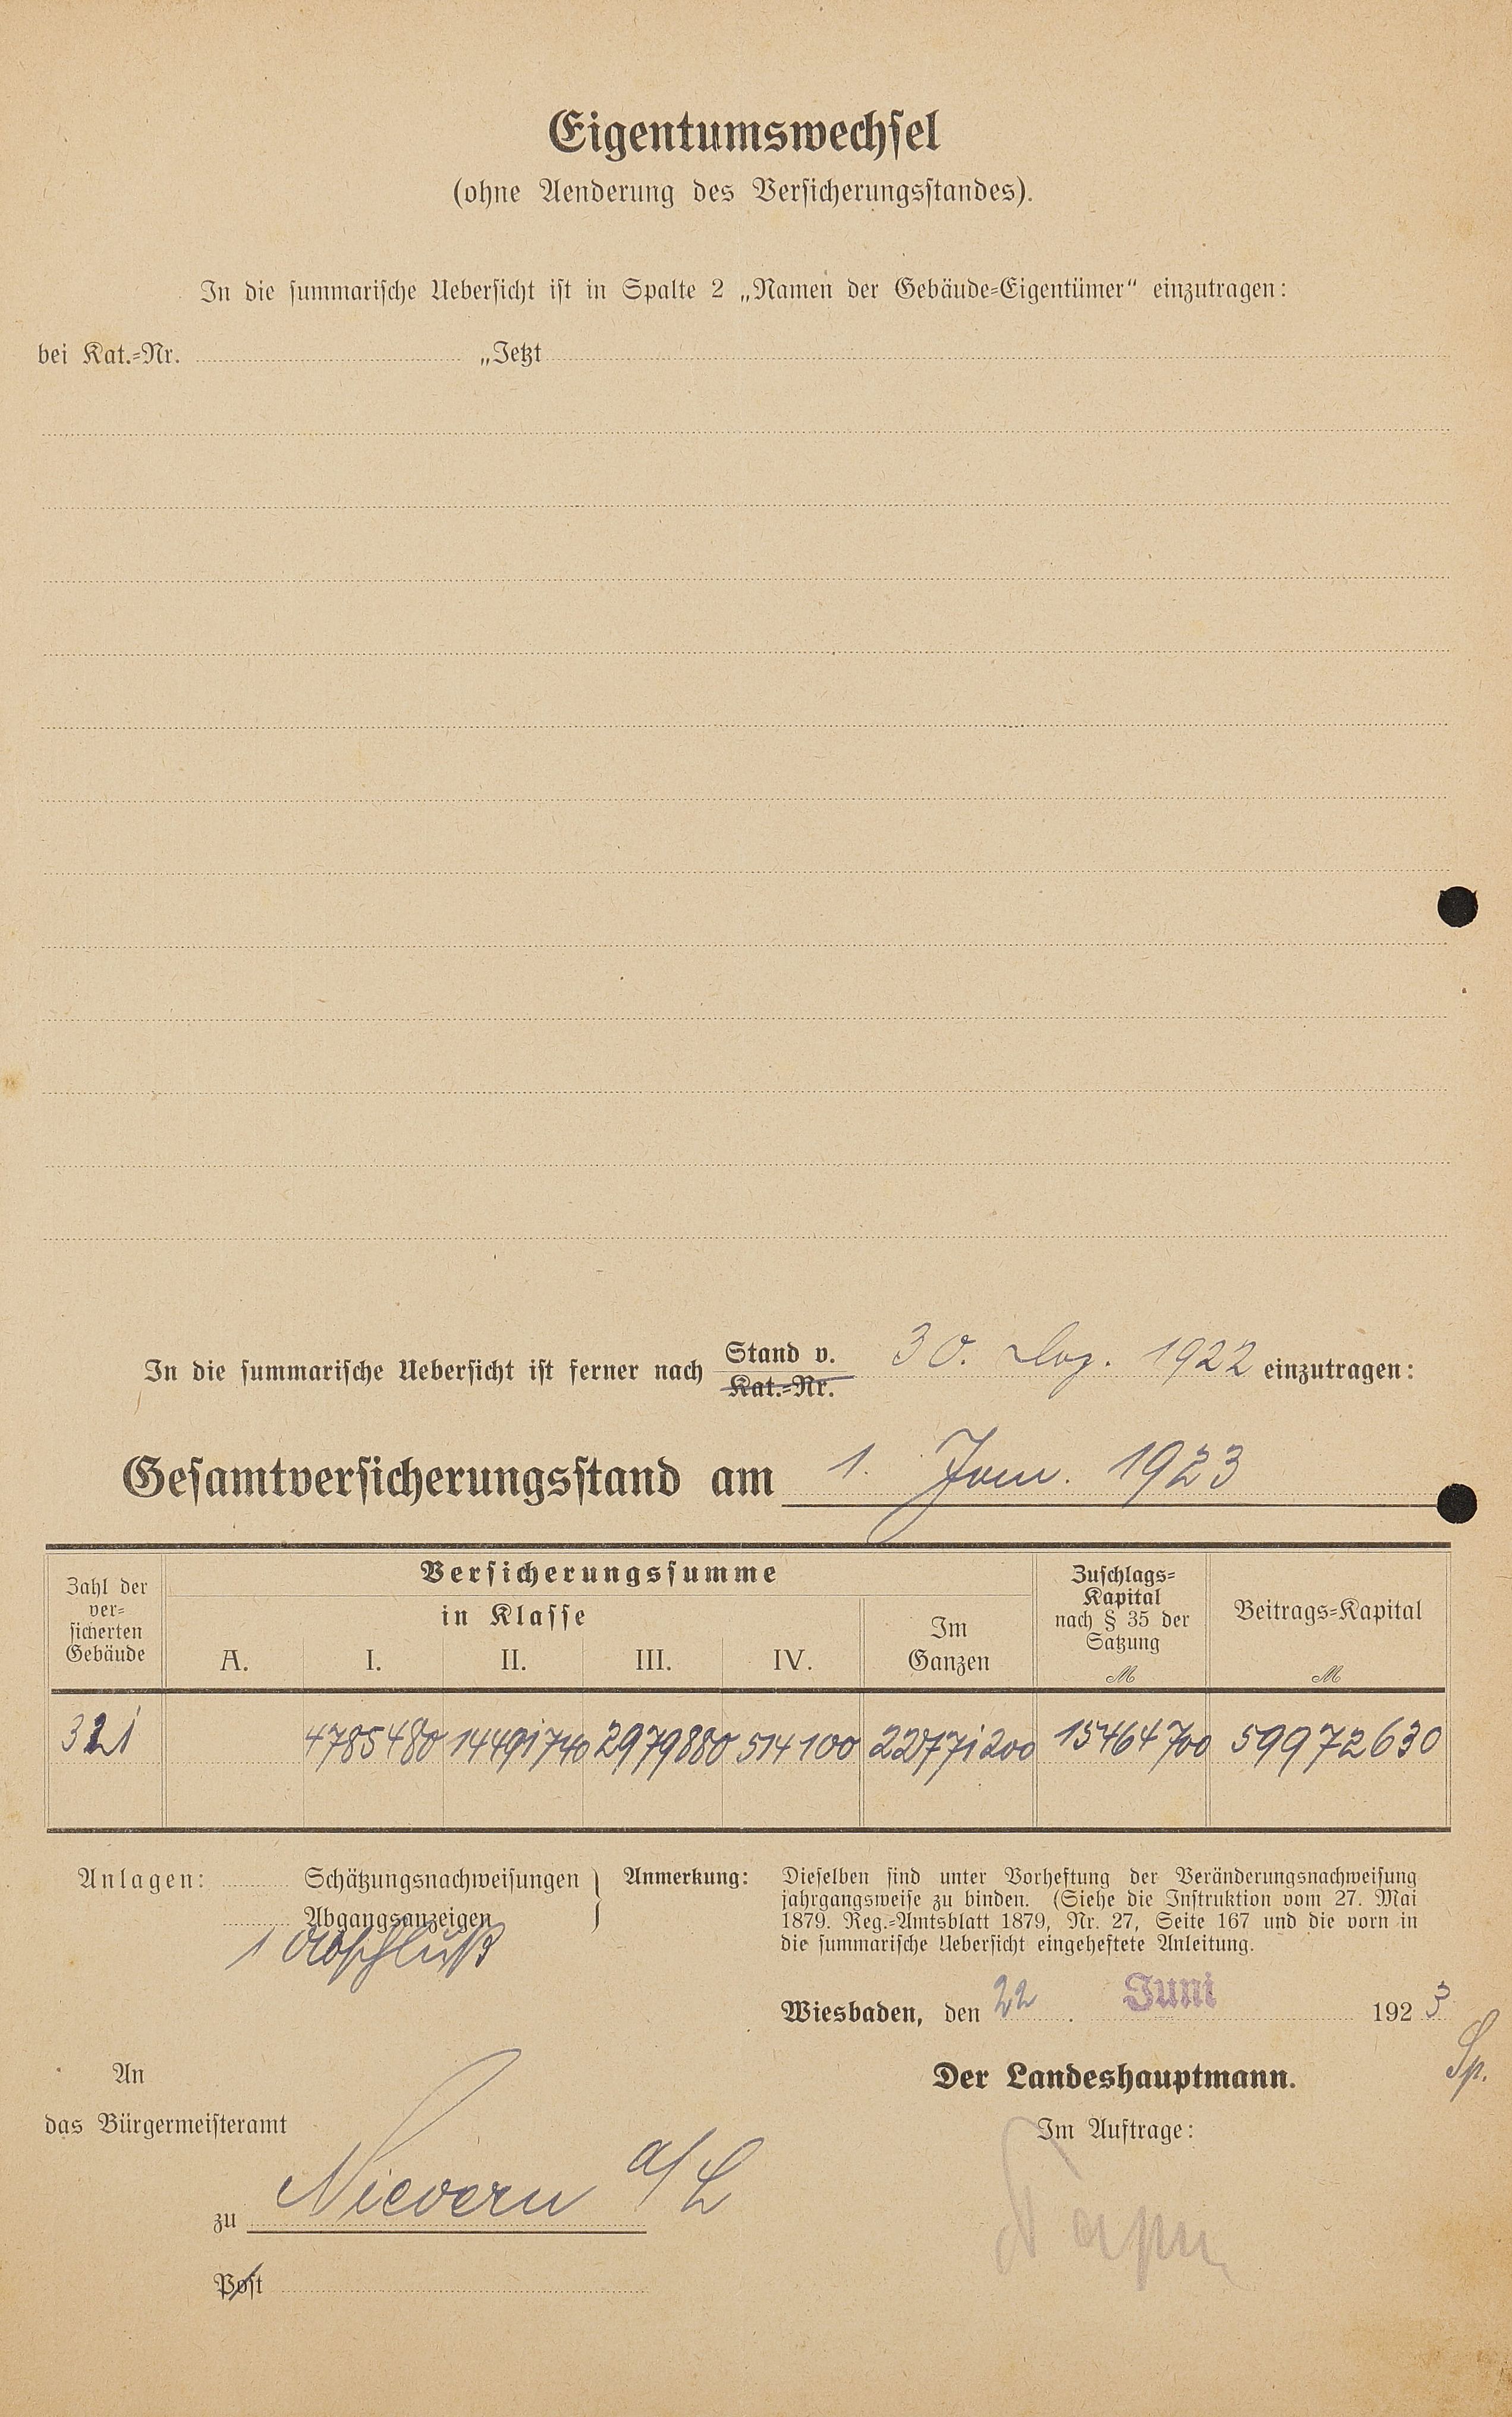 Eigentumswechsel
(ohne Aenderung des Versicherungsstandes).
In die summarische Uebersicht ist in Spalte 2 „Namen der Gebäude-Eigentümer“ einzutragen:
bei Kat.-Nr. „Jetzt
In die summarische Uebersicht ist ferner nach Stand v. 30. Dez. 1922 einzutragen:
Kat.-Nr.
Gesamtversicherungsstand am 1. Jan. 1923
Zahl der versicherten Gebäude
Versicherungssumme
in Klasse
A. I. II. III. IV.
Im Ganzen
Zuschlags-Kapital nach § 35 der Satzung ℳ
Beitrags-Kapital ℳ
321 4785480 14491740 2979880 514100 22771200 15464700 59972630
Anlagen: Schätzungsnachweisungen
Abgangsanzeigen
1 Abschluß
Anmerkung: Dieselben sind unter Vorheftung der Veränderungsnachweisung
jahrgangsweise zu binden. (Siehe die Instruktion vom 27. Mai
1879. Reg.-Amtsblatt 1879, Nr. 27, Seite 167 und die vorn in
die summarische Uebersicht eingeheftete Anleitung.
Wiesbaden, den 22. Juni 1923
Sp.
Der Landeshauptmann.
Im Auftrage:
An
das Bürgermeisteramt
zu Nievern a/L
Post